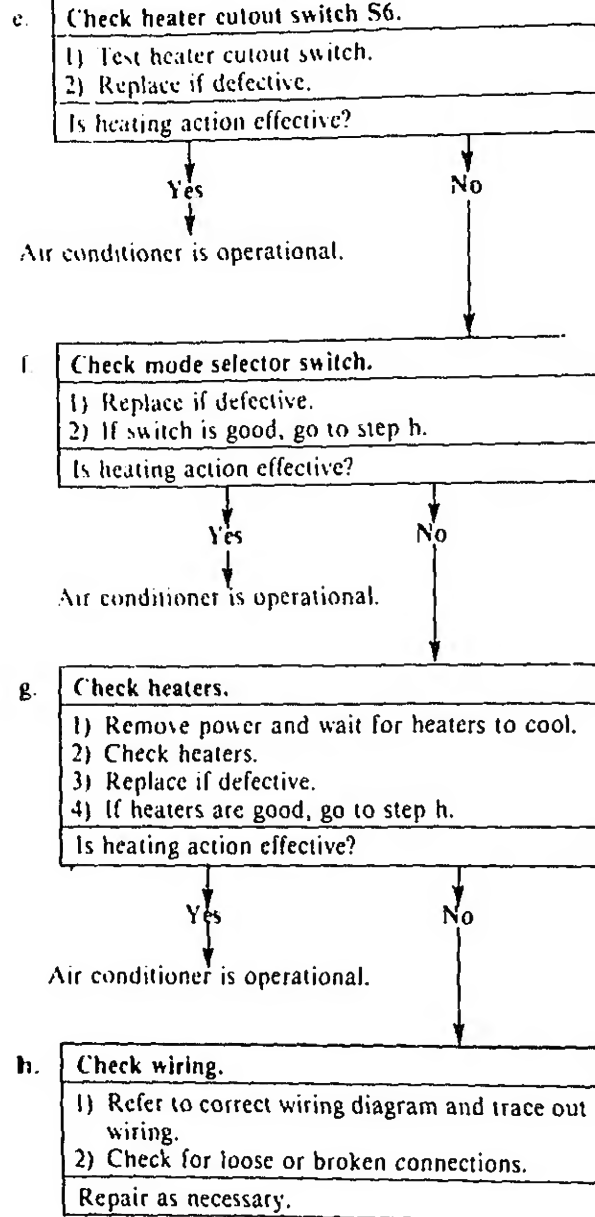 e. Check heater cutout switch S6.
1) Test heater cutout switch.
2) Replace if defective.
Is heating action effective?
Yes No
Air conditioner is operational.
f. Check mode selector switch.
1) Replace if defective.
2) If switch is good, go to step h.
Is heating action effective?
Yes No
Air conditioner is operational.
g. Check heaters.
1) Remove power and wait for heaters to cool.
2) Check heaters.
3) Replace if defective.
4) If heaters are good, go to step h.
Is heating action effective?
Yes No
Air conditioner is operational.
h. Check wiring.
1) Refer to correct wiring diagram and trace out
wiring.
2) Check for loose or broken connections.
Repair as necessary.